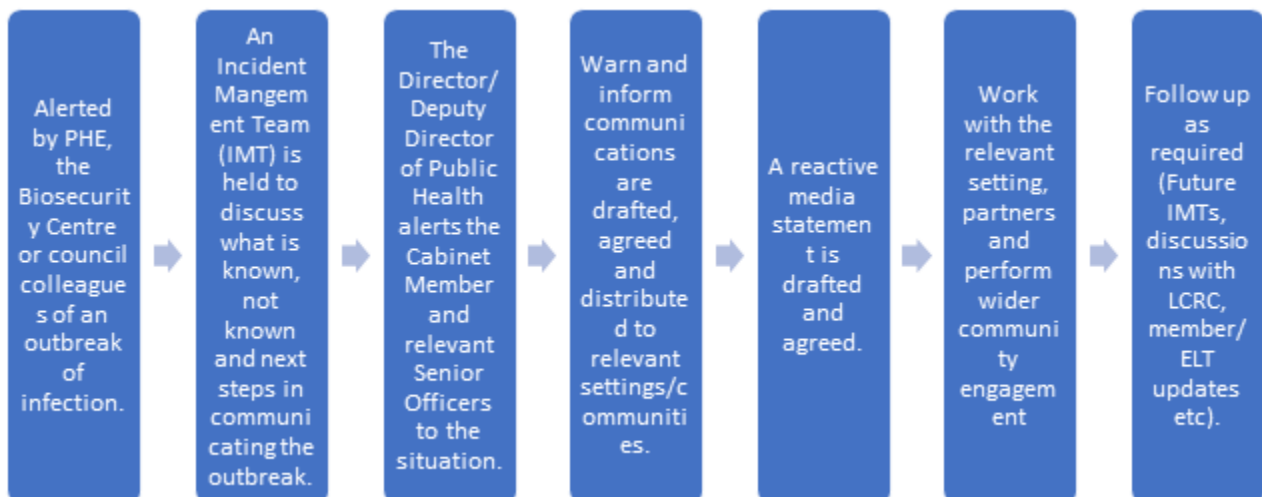 Alerted
by PHE,
the
Biosecurit
y Centre
or council
colleague
s of an
outbreak
of
infection.
An
Incident
Mangem
ent Team
(IMT) is
held to
discuss
what is
known,
not
known
and next
steps in
communi
cating the
outbreak.
The
Director/
Deputy
Director
of Public
Health
alerts the
Cabinet
Member
and
relevant
Senior
Officers
to the
situation.
Warn and
inform
communi
cations
are
drafted,
agreed
and
distribute
d to
relevant
settings/c
ommuniti
es.
A reactive
media
statemen
t is
drafted
and
agreed.
Work
with the
relevant
setting,
partners
and
perform
wider
communi
ty
engagem
ent
Follow up
as
required
(Future
IMTs,
discussio
ns with
LCRC,
member/
ELT
updates
etc).